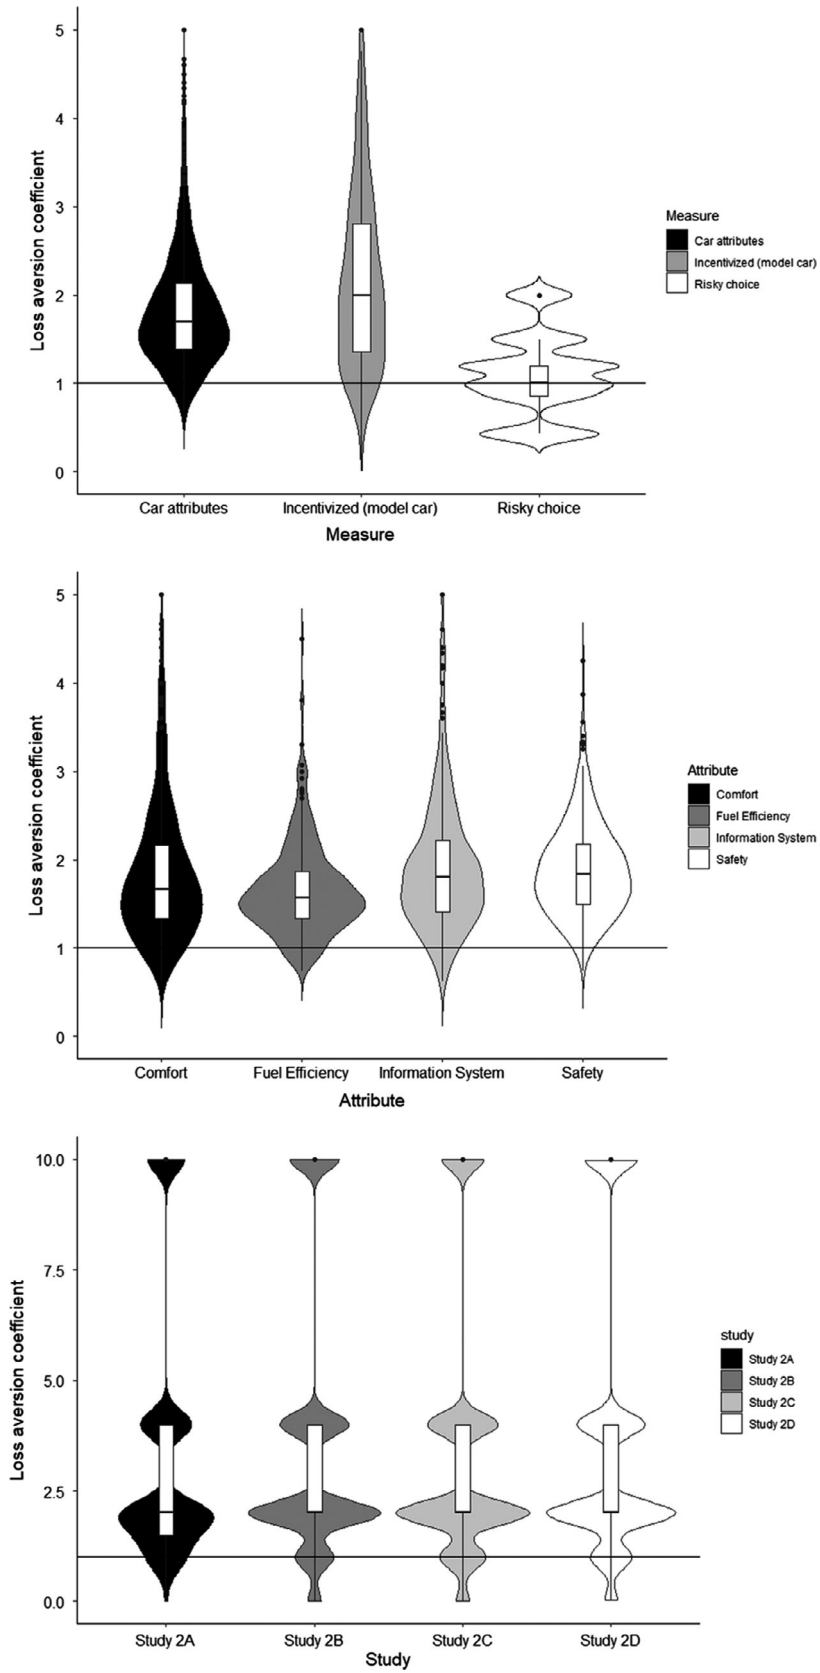 5
4
3
2
1
0
Loss aversion coefficient
Car attributes
Incentivized (model car)
Risky choice
Measure
Measure
Car attributes
Incentivized (model car)
Risky choice
5
4
3
2
1
0
Loss aversion coefficient
Comfort
Fuel Efficiency
Information System
Safety
Attribute
Attribute
Comfort
Fuel Efficiency
Information System
Safety
10.0
7.5
5.0
2.5
0.0
Loss aversion coefficient
Study 2A
Study 2B
Study 2C
Study 2D
Study
study
Study 2A
Study 2B
Study 2C
Study 2D